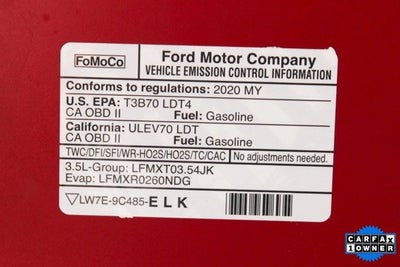 FoMoCo
Ford Motor Company
VEHICLE EMISSION CONTROL INFORMATION
Conforms to regulations: 2020 MY
U.S. EPA: T3B70 LDT4
CA OBD II Fuel: Gasoline
California: ULEV70 LDT
CA OBD II Fuel: Gasoline
TWC/DFI/SFI/WR-HO2S/HO2S/TC/CAC No adjustments needed.
3.5L-Group: LFMXT03.54JK
Evap: LFMXR0260NDG
LW7E-9C485-ELK
CARFAX
1 OWNER